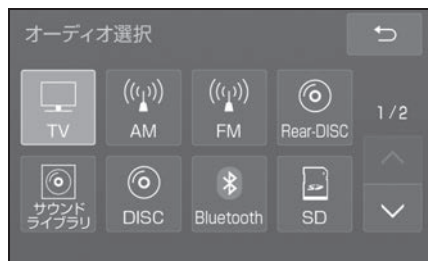 オーディオ選択
TV
AM
FM
Rear-DISC
1/2
サウンド
ライブラリ
DISC
Bluetooth
SD